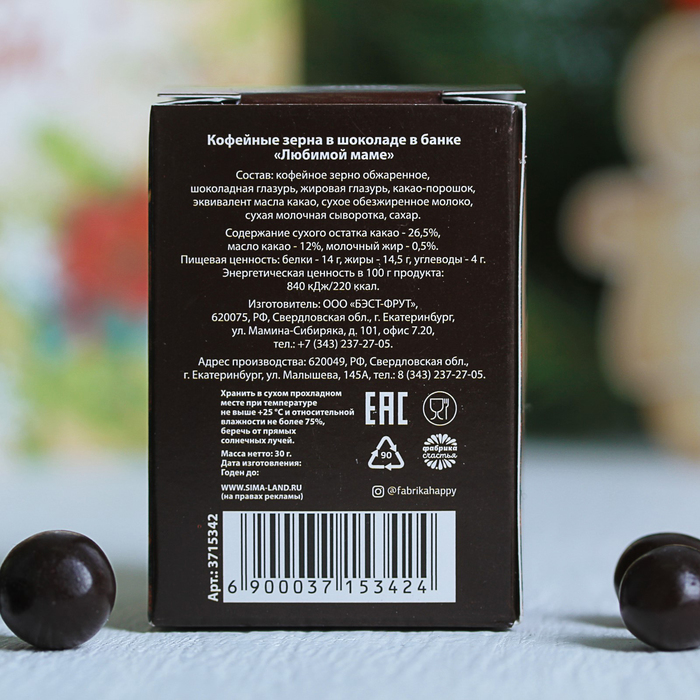 Кофейные зерна в шоколаде в банке
«Любимой маме»
Состав: кофейное зерно обжаренное,
шоколадная глазурь, жировая глазурь, какао-порошок,
эквивалент масла какао, сухое обезжиренное молоко,
сухая молочная сыворотка, сахар.
Содержание сухого остатка какао - 26,5%,
масло какао - 12%, молочный жир - 0,5%.
Пищевая ценность: белки - 14 г, жиры - 14,5 г, углеводы - 4 г.
Энергетическая ценность в 100 г продукта:
840 кДж/220 ккал.
Изготовитель: ООО «БЭСТ-ФРУТ»,
620075, РФ, Свердловская обл., г. Екатеринбург,
ул. Мамина-Сибиряка, д. 101, офис 7.20,
тел.: +7 (343) 237-27-05.
Адрес производства: 620049, РФ, Свердловская обл.,
г. Екатеринбург, ул. Малышева, 145А, тел.: 8 (343) 237-27-05.
Хранить в сухом прохладном
месте при температуре
не выше +25 °С и относительной
влажности не более 75%,
беречь от прямых
солнечных лучей.
Масса нетто: 30 г.
Дата изготовления:
Годен до:
WWW.SIMA-LAND.RU
(на правах рекламы)
EAC
90
фабрика
счастья
@fabrikahappy
Арт.: 3715342
6 900037 153424